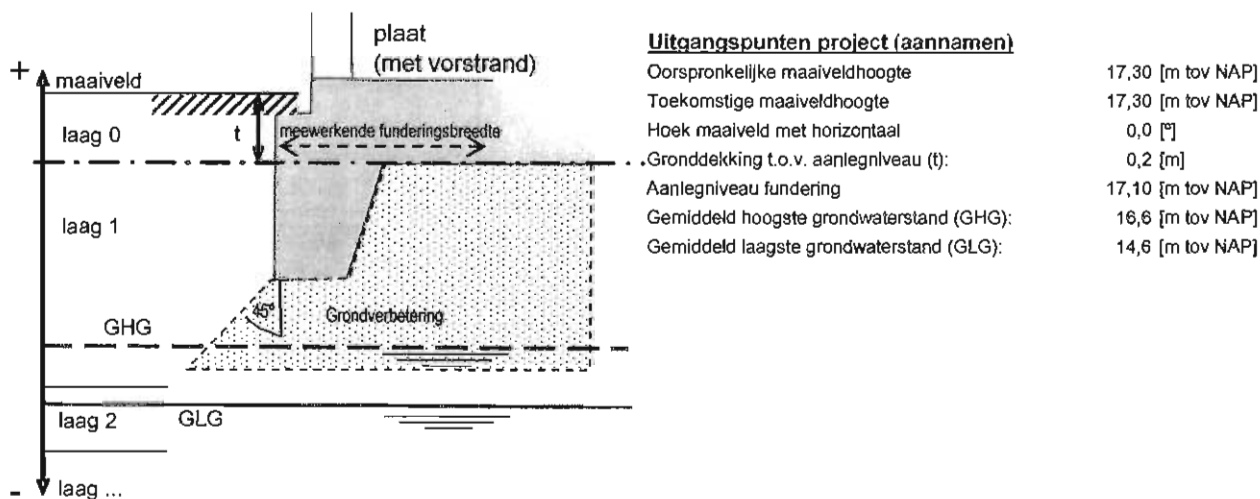 plaat
(met vorstrand)
+
maaiveld
laag 0
t
meewerkende funderingsbreedte
laag 1
45°
Grondverbetering
GHG
laag 2
GLG
- laag ...
Uitgangspunten project (aannamen)
Oorspronkelijke maaiveldhoogte 17,30 [m tov NAP]
Toekomstige maaiveldhoogte 17,30 [m tov NAP]
Hoek maaiveld met horizontaal 0,0 [º]
Gronddekking t.o.v. aanlegniveau (t): 0,2 [m]
Aanlegniveau fundering 17,10 [m tov NAP]
Gemiddeld hoogste grondwaterstand (GHG): 16,6 [m tov NAP]
Gemiddeld laagste grondwaterstand (GLG): 14,6 [m tov NAP]